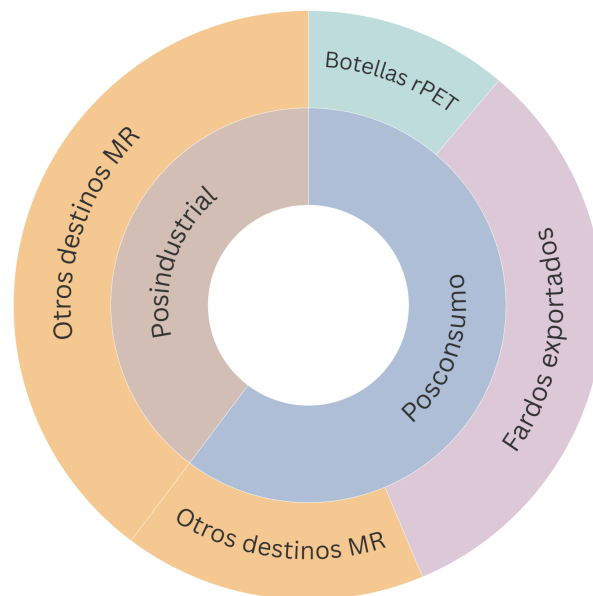 Botellas rPET
Otros destinos MR
Posindustrial
Posconsumo
Fardos exportados
Otros destinos MR